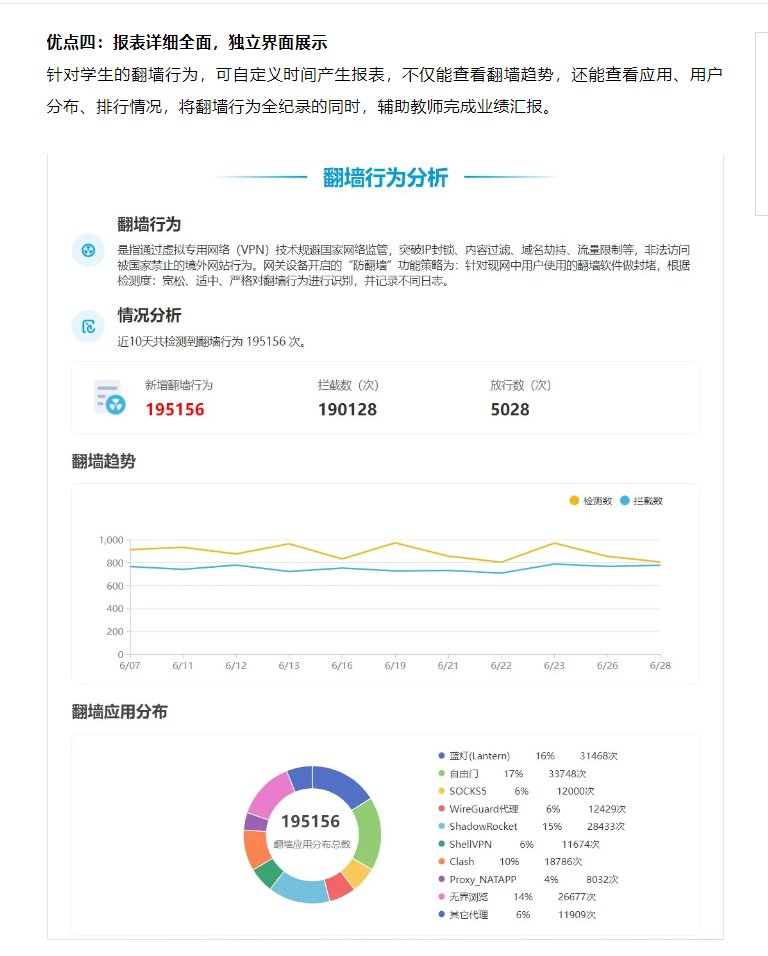 优点四：报表详细全面，独立界面展示
针对学生的翻墙行为，可自定义时间产生报表，不仅能查看翻墙趋势，还能查看应用、用户
分布、排行情况，将翻墙行为全纪录的同时，辅助教师完成业绩汇报。
翻墙行为分析
翻墙行为
是指通过虚拟专用网络（VPN）技术规避国家网络监管，突破IP封锁、内容过滤、域名劫持、流量限制等，非法访问
被国家禁止的境外网站行为。网关设备开启的“防翻墙”功能策略为：针对现网中用户使用的翻墙软件做封堵，根据
检测度：宽松、适中、严格对翻墙行为进行识别，并记录不同日志。
情况分析
近10天共检测到翻墙行为 195156 次。
新增翻墙行为 拦截数（次） 放行数（次）
195156 190128 5028
翻墙趋势
检测数 拦截数
1,000
800
600
400
200
0
6/07 6/11 6/12 6/13 6/16 6/19 6/21 6/22 6/23 6/26 6/28
翻墙应用分布
195156
翻墙应用分布总数
蓝灯(Lantern) 16% 31468次
自由门 17% 33748次
SOCKS5 6% 12000次
WireGuard代理 6% 12429次
ShadowRocket 15% 28433次
ShellVPN 6% 11674次
Clash 10% 18786次
Proxy_NATAPP 4% 8032次
无界浏览 14% 26677次
其它代理 6% 11909次